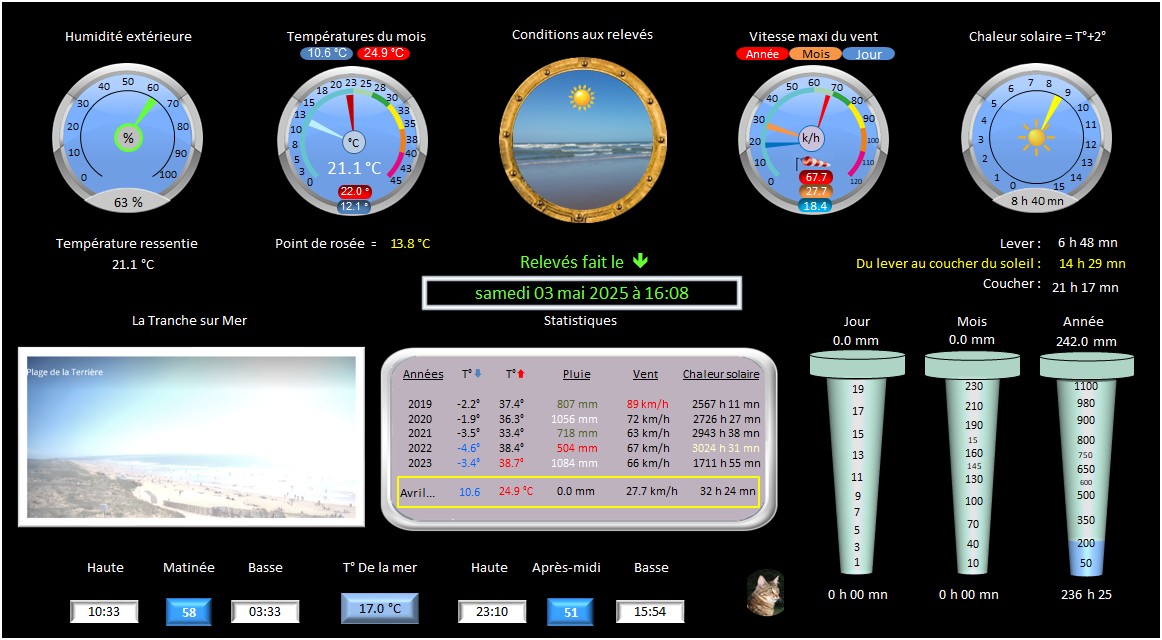 Humidité extérieure
Températures du mois
Conditions aux relevés
Vitesse maxi du vent
Chaleur solaire = T°+2°
10.6 °C 24.9 °C
Année Mois Jour
0 10 20 30 40 50 60 70 80 90 100
%
63 %
0 3 5 8 10 13 15 18 20 23 25 28 30 33 35 38 40 43 45
°C
21.1 °C
22.0 °
12.1 °
0 10 20 30 40 50 60 70 80 90 100 110 120
k/h
67.7
27.7
18.4
0 1 2 3 4 5 6 7 8 9 10 11 12 13 14 15
8 h 40 mn
Température ressentie
21.1 °C
Point de rosée = 13.8 °C
Lever : 6 h 48 mn
Du lever au coucher du soleil : 14 h 29 mn
Coucher : 21 h 17 mn
Relevés fait le
samedi 03 mai 2025 à 16:08
La Tranche sur Mer
Plage de la Terrière
Statistiques
Années T° T° Pluie Vent Chaleur solaire
2019 -2.2° 37.4° 807 mm 89 km/h 2567 h 11 mn
2020 -1.9° 36.3° 1056 mm 72 km/h 2726 h 27 mn
2021 -3.5° 33.4° 718 mm 63 km/h 2943 h 38 mn
2022 -4.6° 38.4° 504 mm 67 km/h 3024 h 31 mn
2023 -3.4° 38.7° 1084 mm 66 km/h 1711 h 55 mn
Avril... 10.6 24.9 °C 0.0 mm 27.7 km/h 32 h 24 mn
Jour
0.0 mm
19
17
15
13
11
9
7
5
3
1
0 h 00 mn
Mois
0.0 mm
230
210
190
15
160
145
130
100
70
40
10
0 h 00 mn
Année
242.0 mm
1100
980
900
800
750
650
600
500
350
200
50
236 h 25
Haute Matinée Basse T° De la mer Haute Après-midi Basse
10:33 58 03:33 17.0 °C 23:10 51 15:54